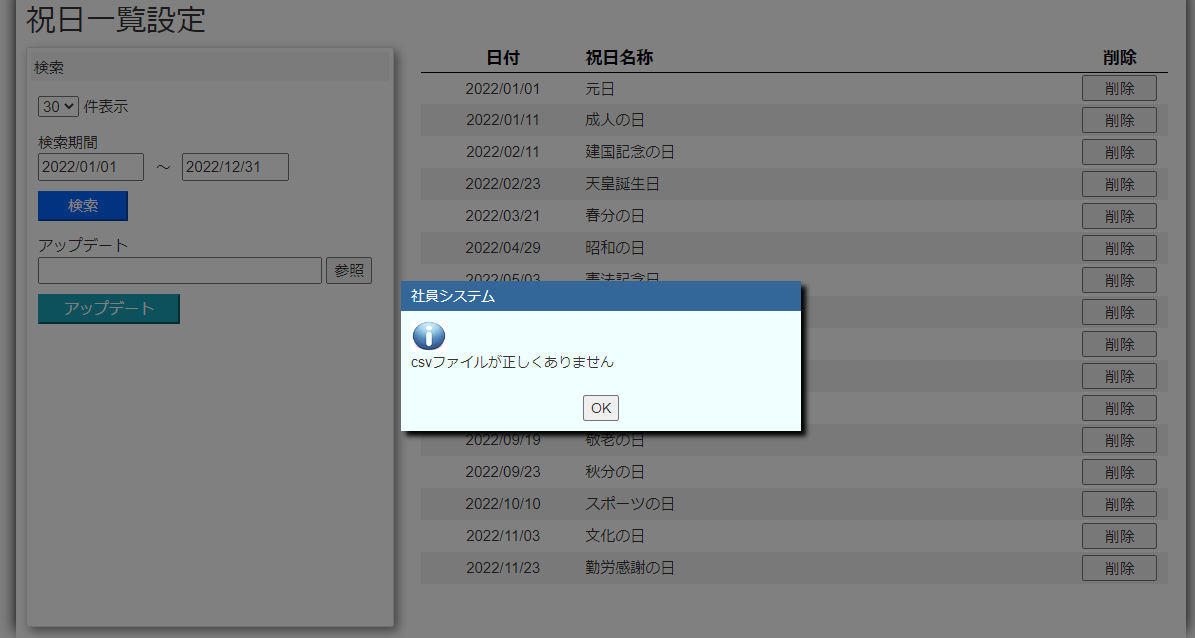 祝日一覧設定
検索
30 件表示
検索期間
2022/01/01 ～ 2022/12/31
検索
アップデート
参照
アップデート
日付 祝日名称 削除
2022/01/01 元日 削除
2022/01/11 成人の日 削除
2022/02/11 建国記念の日 削除
2022/02/23 天皇誕生日 削除
2022/03/21 春分の日 削除
2022/04/29 昭和の日 削除
2022/05/03 憲法記念日 削除
削除
削除
削除
削除
2022/09/19 敬老の日 削除
2022/09/23 秋分の日 削除
2022/10/10 スポーツの日 削除
2022/11/03 文化の日 削除
2022/11/23 勤労感謝の日 削除
社員システム
csvファイルが正しくありません
OK